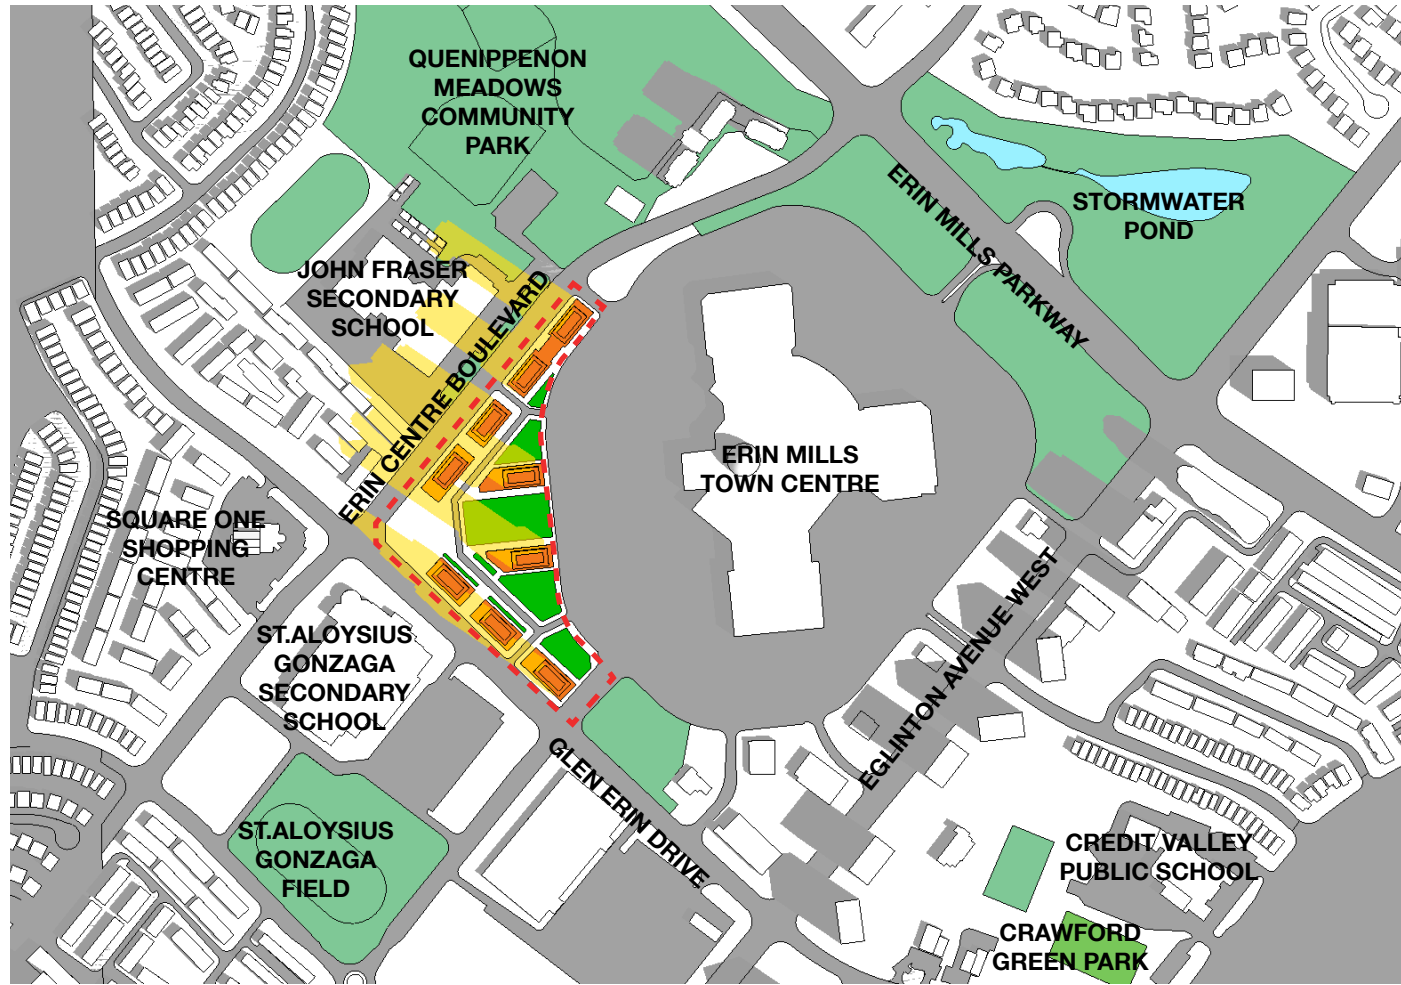 QUENIPPENON
MEADOWS
COMMUNITY
PARK
ERIN MILLS PARKWAY
STORMWATER
POND
JOHN FRASER
SECONDARY
SCHOOL
ERIN CENTRE BOULEVARD
ERIN MILLS
TOWN CENTRE
SQUARE ONE
SHOPPING
CENTRE
EGLINTON AVENUE WEST
ST.ALOYSIUS
GONZAGA
SECONDARY
SCHOOL
GLEN ERIN DRIVE
ST.ALOYSIUS
GONZAGA
FIELD
CREDIT VALLEY
PUBLIC SCHOOL
CRAWFORD
GREEN PARK